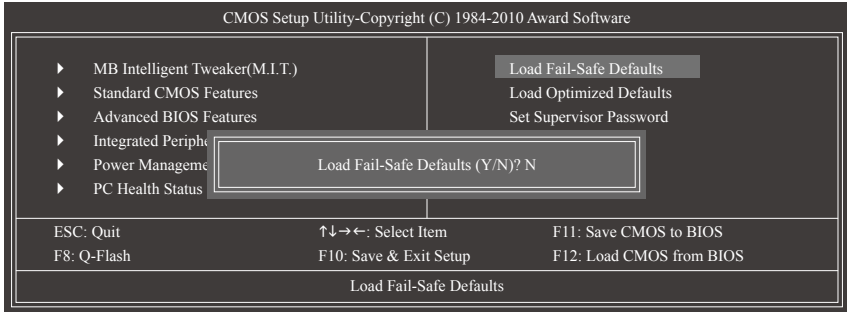 CMOS Setup Utility-Copyright (C) 1984-2010 Award Software
MB Intelligent Tweaker(M.I.T.)
Standard CMOS Features
Advanced BIOS Features
Integrated Periphe
Power Manageme
PC Health Status
Load Fail-Safe Defaults
Load Optimized Defaults
Set Supervisor Password
Load Fail-Safe Defaults (Y/N)? N
ESC: Quit
↑↓→←: Select Item
F11: Save CMOS to BIOS
F8: Q-Flash
F10: Save & Exit Setup
F12: Load CMOS from BIOS
Load Fail-Safe Defaults